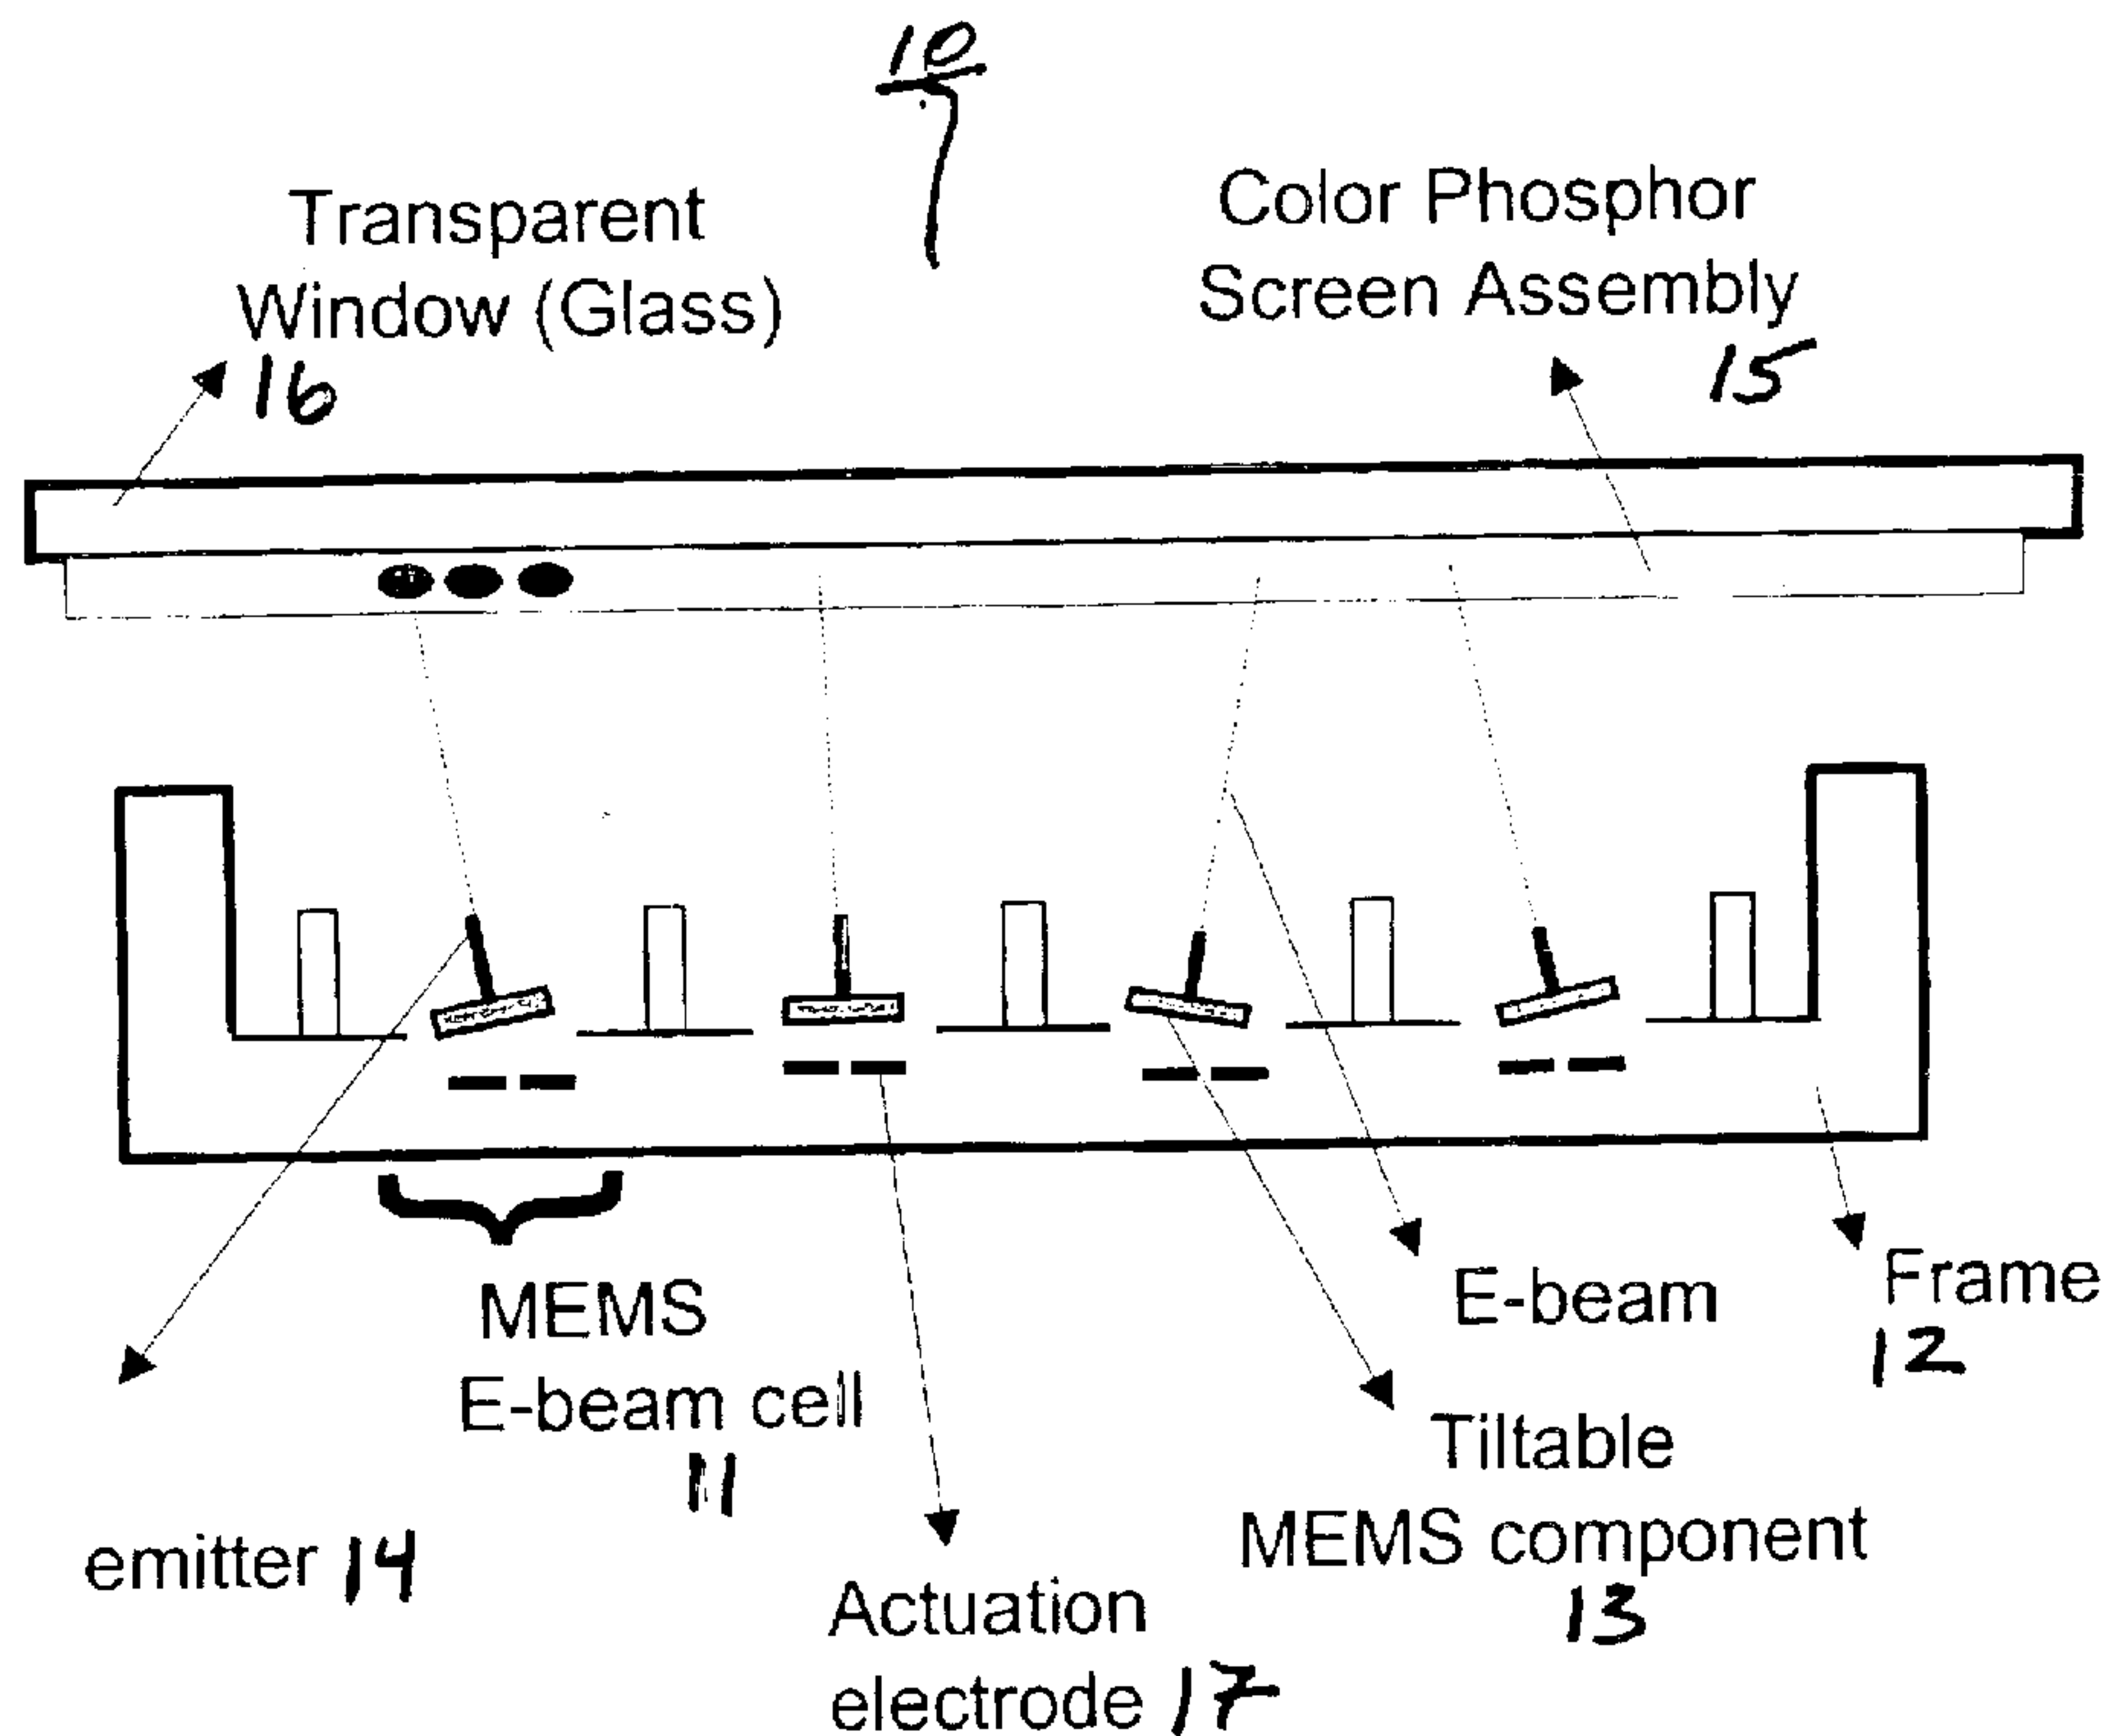 10
Transparent
Window (Glass)
16
Color Phosphor
Screen Assembly
15
MEMS
E-beam cell
11
E-beam
Frame
12
Tiltable
MEMS component
13
emitter 14
Actuation
electrode 17